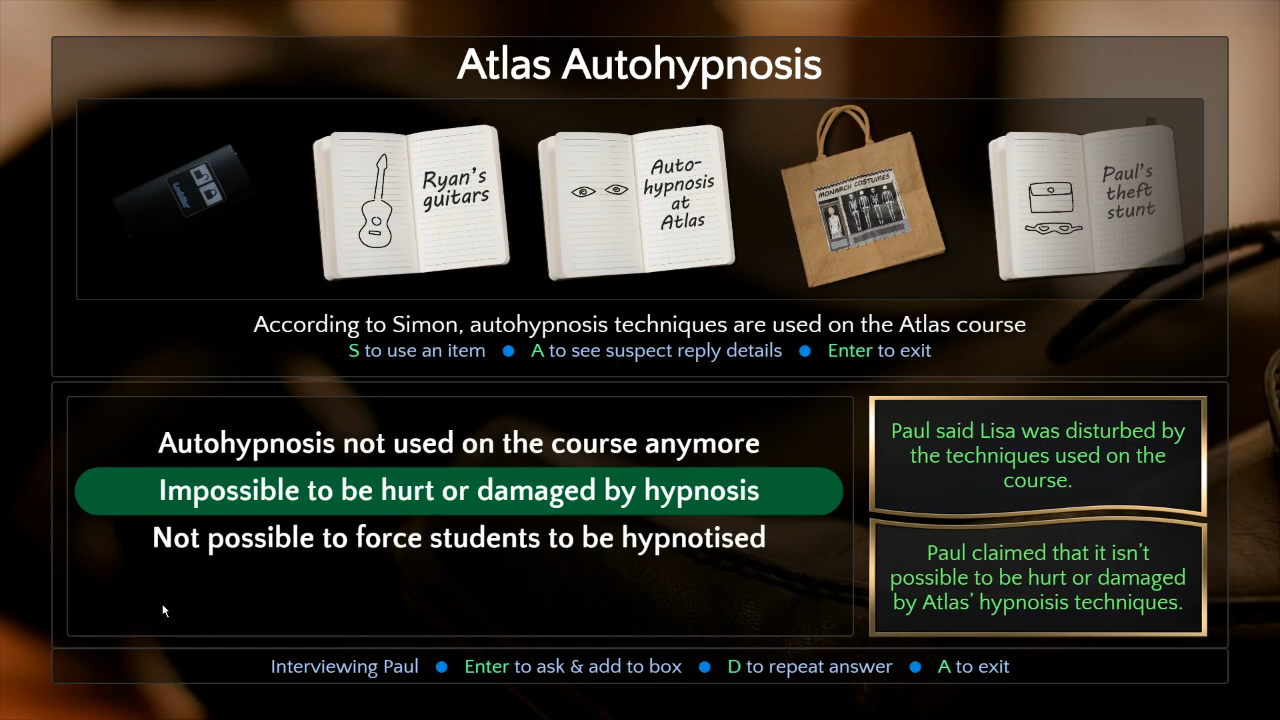 Atlas Autohypnosis
Ryan's
guitars
Auto-
hypnosis
at
Atlas
MONARCH COSTUMES
Paul's
theft
stunt
According to Simon, autohypnosis techniques are used on the Atlas course
S to use an item ● A to see suspect reply details ● Enter to exit
Autohypnosis not used on the course anymore
Impossible to be hurt or damaged by hypnosis
Not possible to force students to be hypnotised
Paul said Lisa was disturbed by
the techniques used on the
course.
Paul claimed that it isn't
possible to be hurt or damaged
by Atlas' hypnoisis techniques.
Interviewing Paul ● Enter to ask & add to box ● D to repeat answer ● A to exit